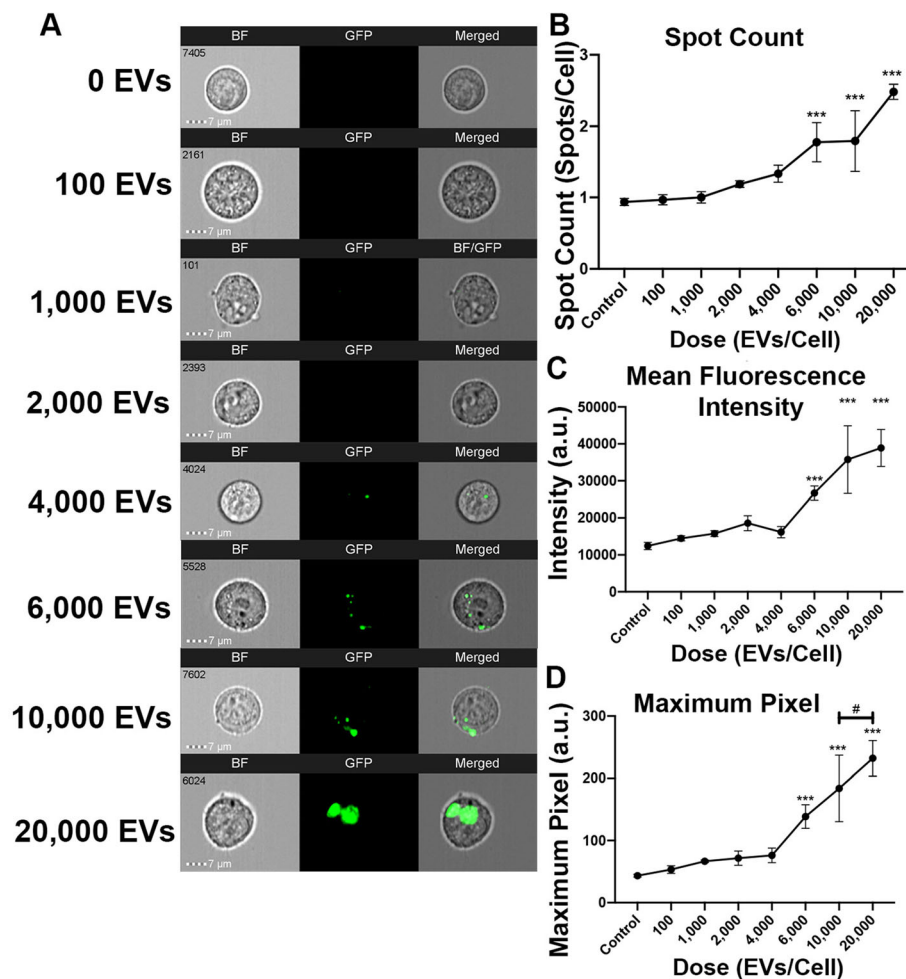 A
BF GFP Merged
0 EVs
7405
7 µm
BF GFP Merged
100 EVs
2161
7 µm
BF GFP BF/GFP
1,000 EVs
101
7 µm
BF GFP Merged
2,000 EVs
2393
7 µm
BF GFP Merged
4,000 EVs
4024
7 µm
BF GFP Merged
6,000 EVs
5528
7 µm
BF GFP Merged
10,000 EVs
7602
7 µm
BF GFP Merged
20,000 EVs
6024
7 µm
B
Spot Count
Spot Count (Spots/Cell)
3
2
1
0
*** *** ***
Control 100 1,000 2,000 4,000 6,000 10,000 20,000
Dose (EVs/Cell)
C
Mean Fluorescence
Intensity
Intensity (a.u.)
50000
40000
30000
20000
10000
0
*** *** ***
Control 100 1,000 2,000 4,000 6,000 10,000 20,000
Dose (EVs/Cell)
D
Maximum Pixel
Maximum Pixel (a.u.)
300
200
100
0
#
*** *** ***
Control 100 1,000 2,000 4,000 6,000 10,000 20,000
Dose (EVs/Cell)